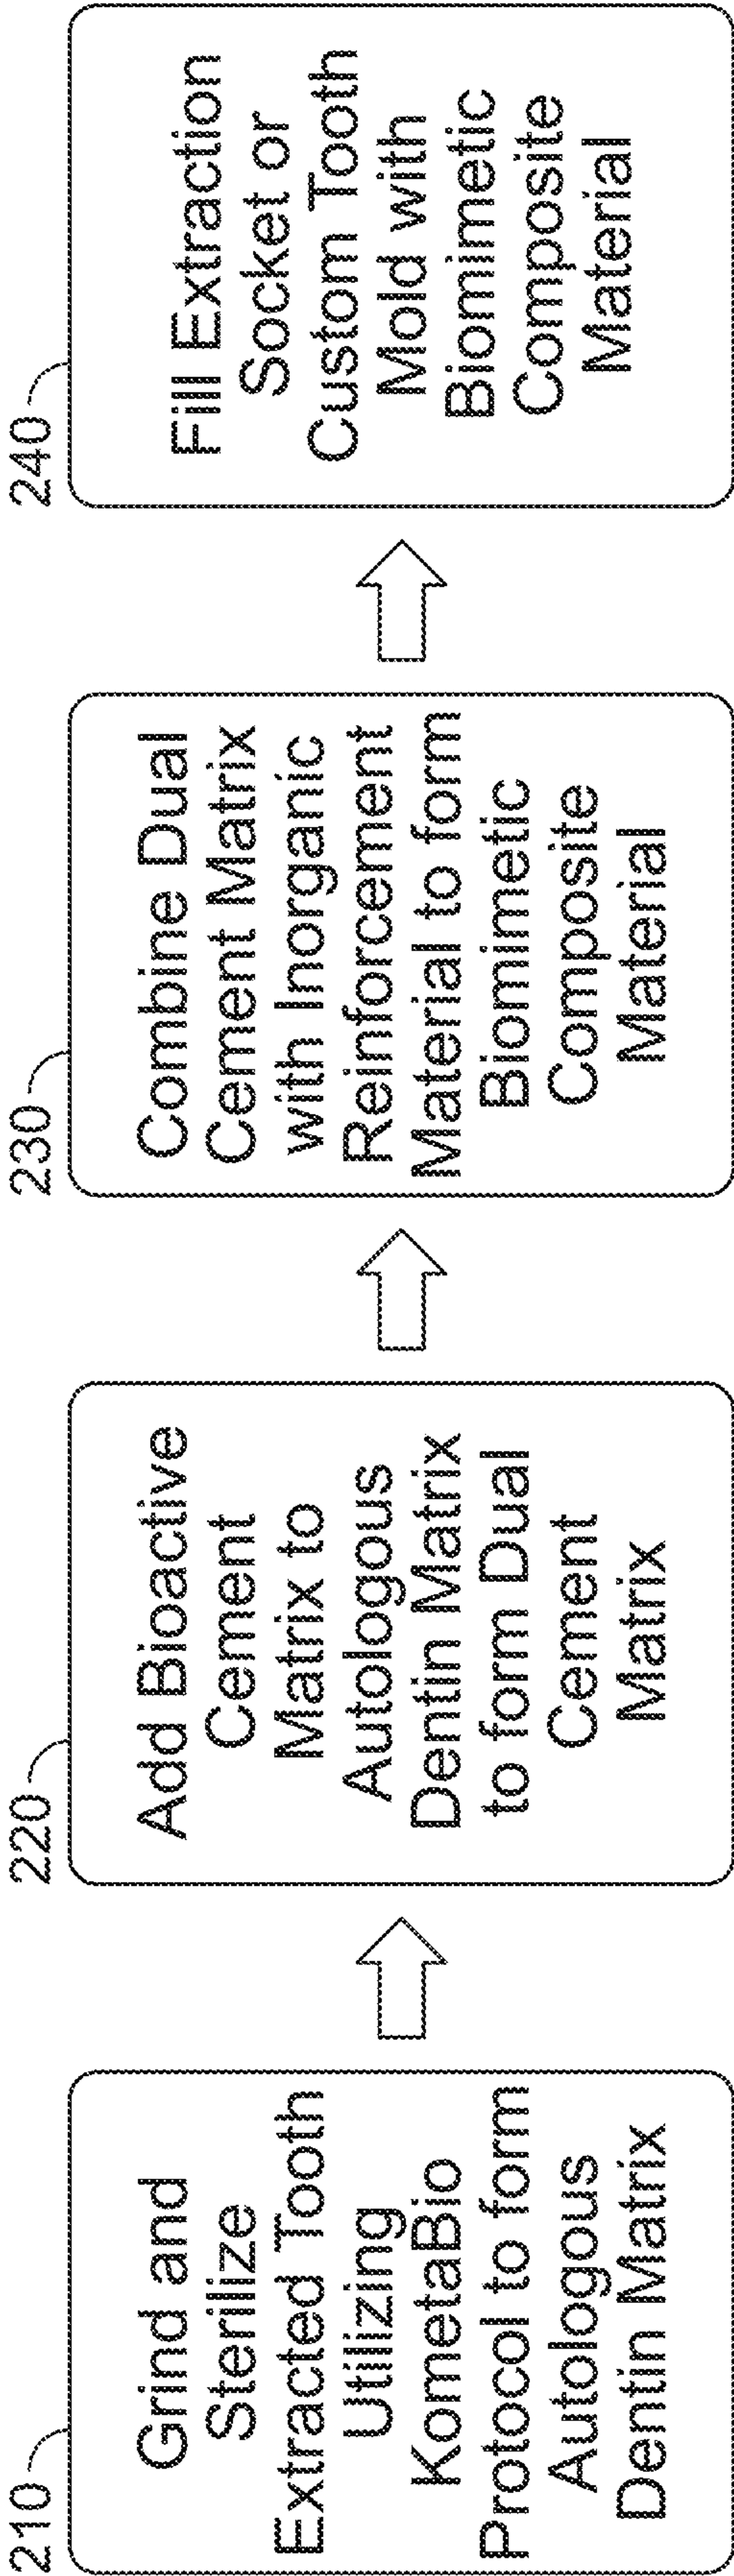 210
Grind and
Sterilize
Extracted Tooth
Utilizing
KometaBio
Protocol to form
Autologous
Dentin Matrix
220
Add Bioactive
Cement
Matrix to
Autologous
Dentin Matrix
to form Dual
Cement
Matrix
230
Combine Dual
Cement Matrix
with Inorganic
Reinforcement
Material to form
Biomimetic
Composite
Material
240
Fill Extraction
Socket or
Custom Tooth
Mold with
Biomimetic
Composite
Material